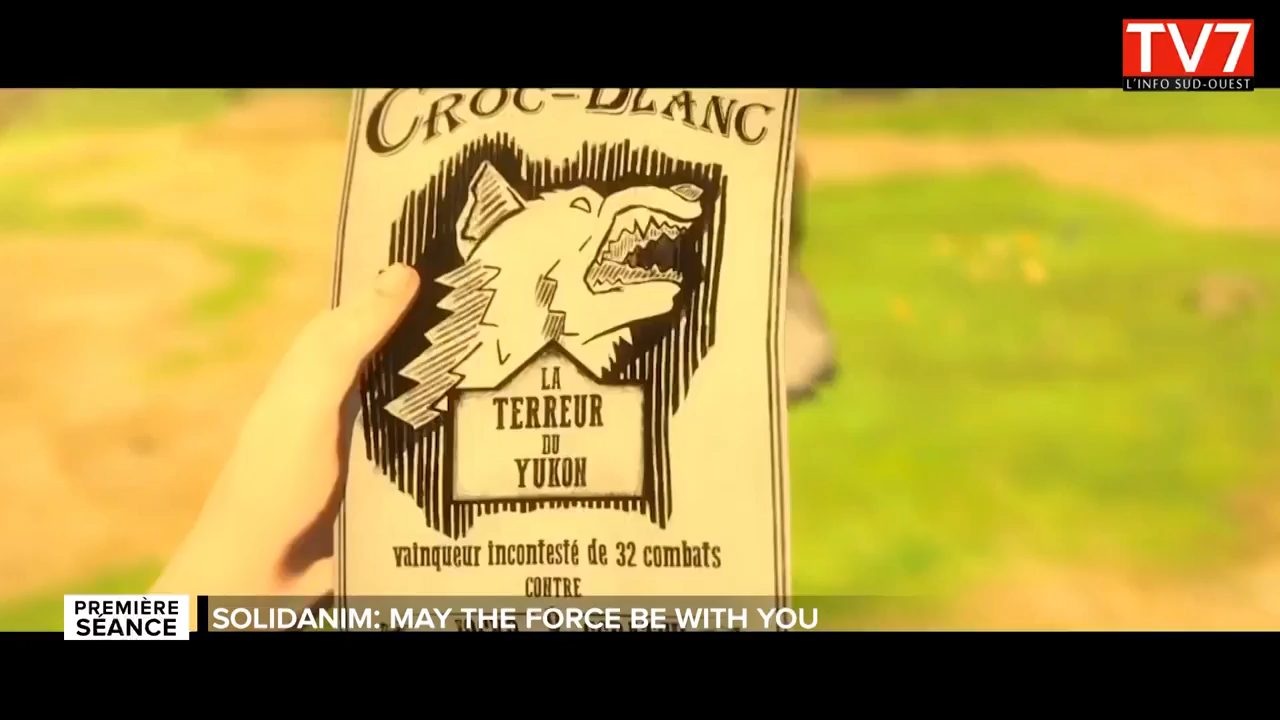 TV7
L'INFO SUD-OUEST
CROC-BLANC
LA
TERREUR
DU
YUKON
vainqueur incontesté de 32 combats
CONTRE
PREMIÈRE
SÉANCE
SOLIDANIM: MAY THE FORCE BE WITH YOU